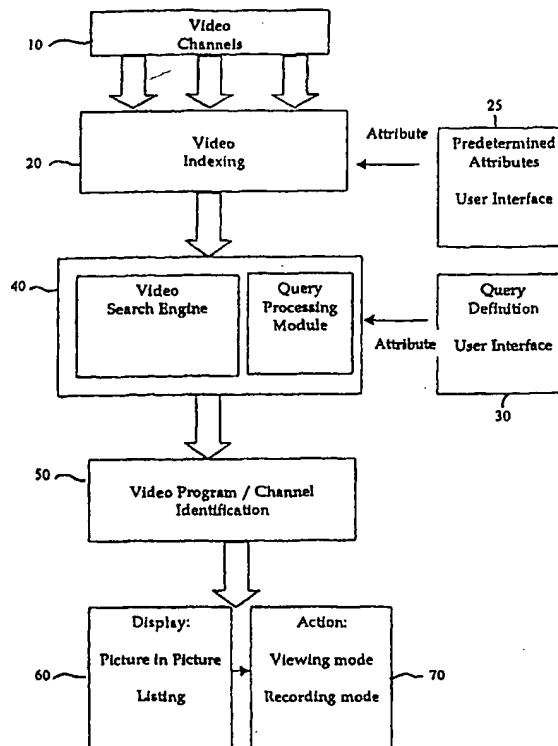 10
Video
Channels
20
Video
Indexing
Attribute
25
Predetermined
Attributes
User Interface
40
Video
Search Engine
Query
Processing
Module
Attribute
Query
Definition
User Interface
30
50
Video Program / Channel
Identification
60
Display:
Picture in Picture
Listing
Action:
Viewing mode
Recording mode
70